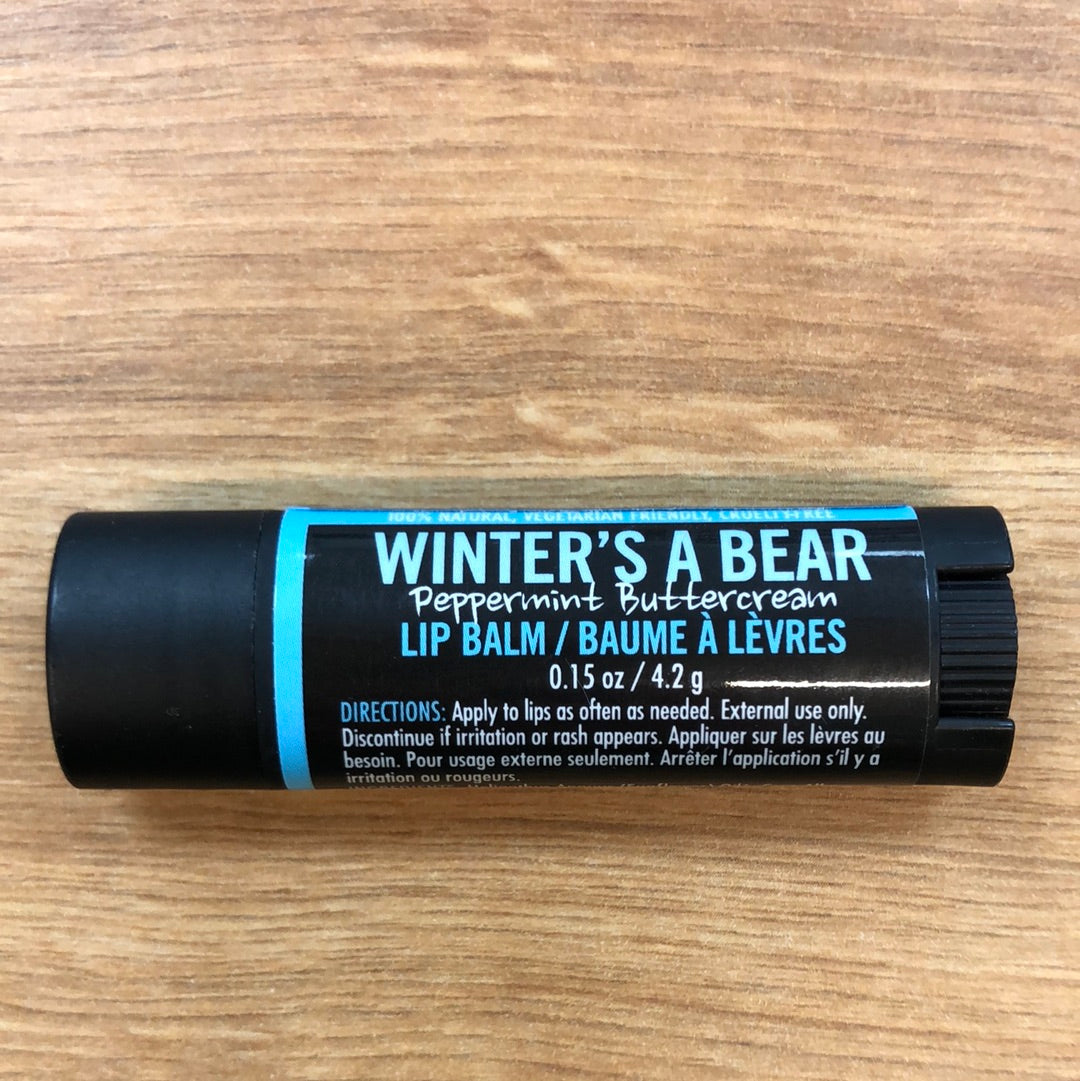 100% NATURAL, VEGETARIAN FRIENDLY, CRUELTY-FREE
WINTER'S A BEAR
Peppermint Buttercream
LIP BALM / BAUME À LÈVRES
0.15 oz / 4.2 g
DIRECTIONS: Apply to lips as often as needed. External use only.
Discontinue if irritation or rash appears. Appliquer sur les lèvres au
besoin. Pour usage externe seulement. Arrêter l'application s'il y a
irritation ou rougeurs.